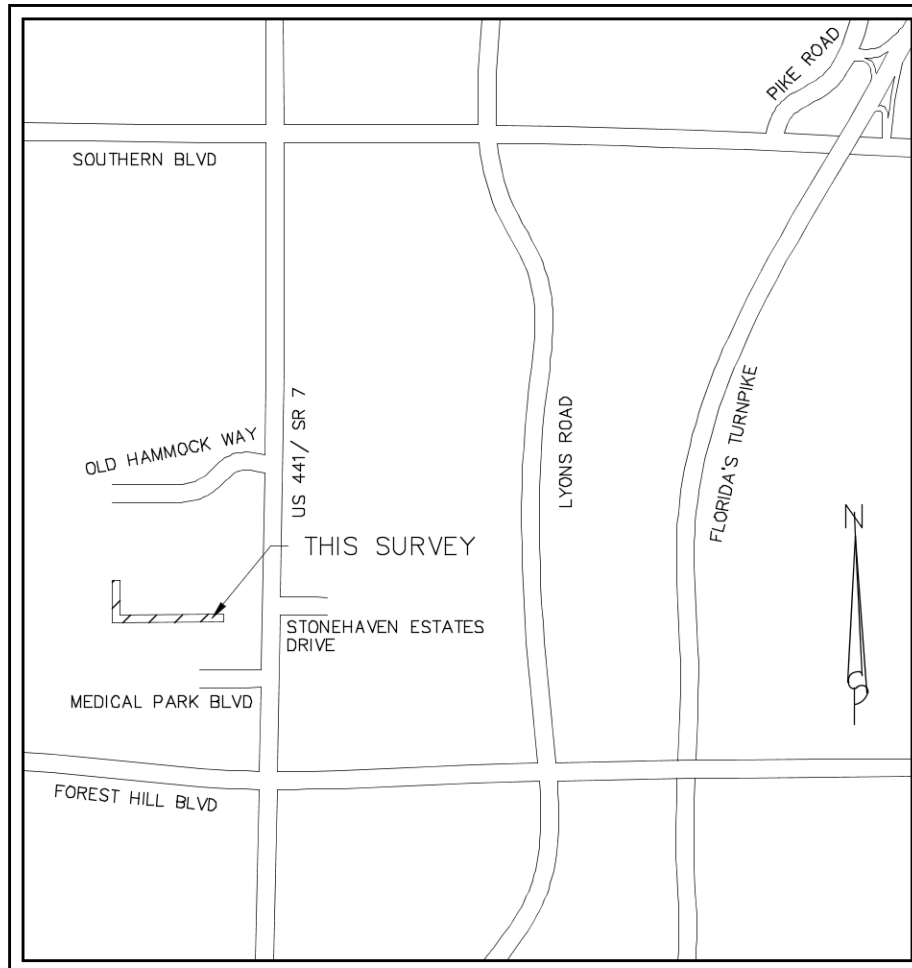 PIKE ROAD
SOUTHERN BLVD
OLD HAMMOCK WAY
US 441/ SR 7
LYONS ROAD
FLORIDA'S TURNPIKE
N
THIS SURVEY
STONEHAVEN ESTATES
DRIVE
MEDICAL PARK BLVD
FOREST HILL BLVD